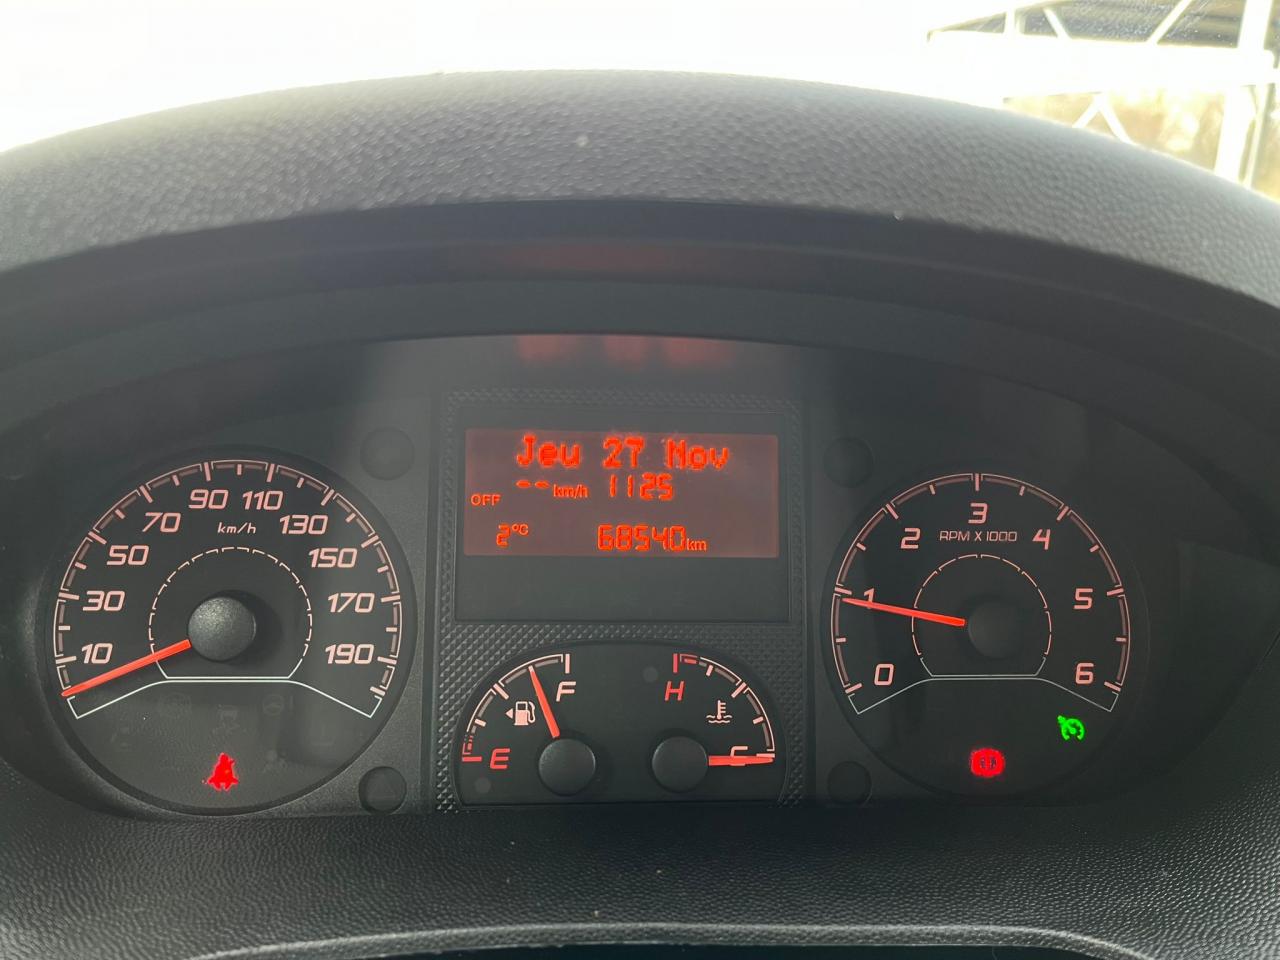 Jeu 27 Nov
OFF -- km/h 1125
2°C 68540km
10 30 50 70 90 110 130 150 170 190
km/h
E F
H C
0 1 2 3 4 5 6
RPM X 1000